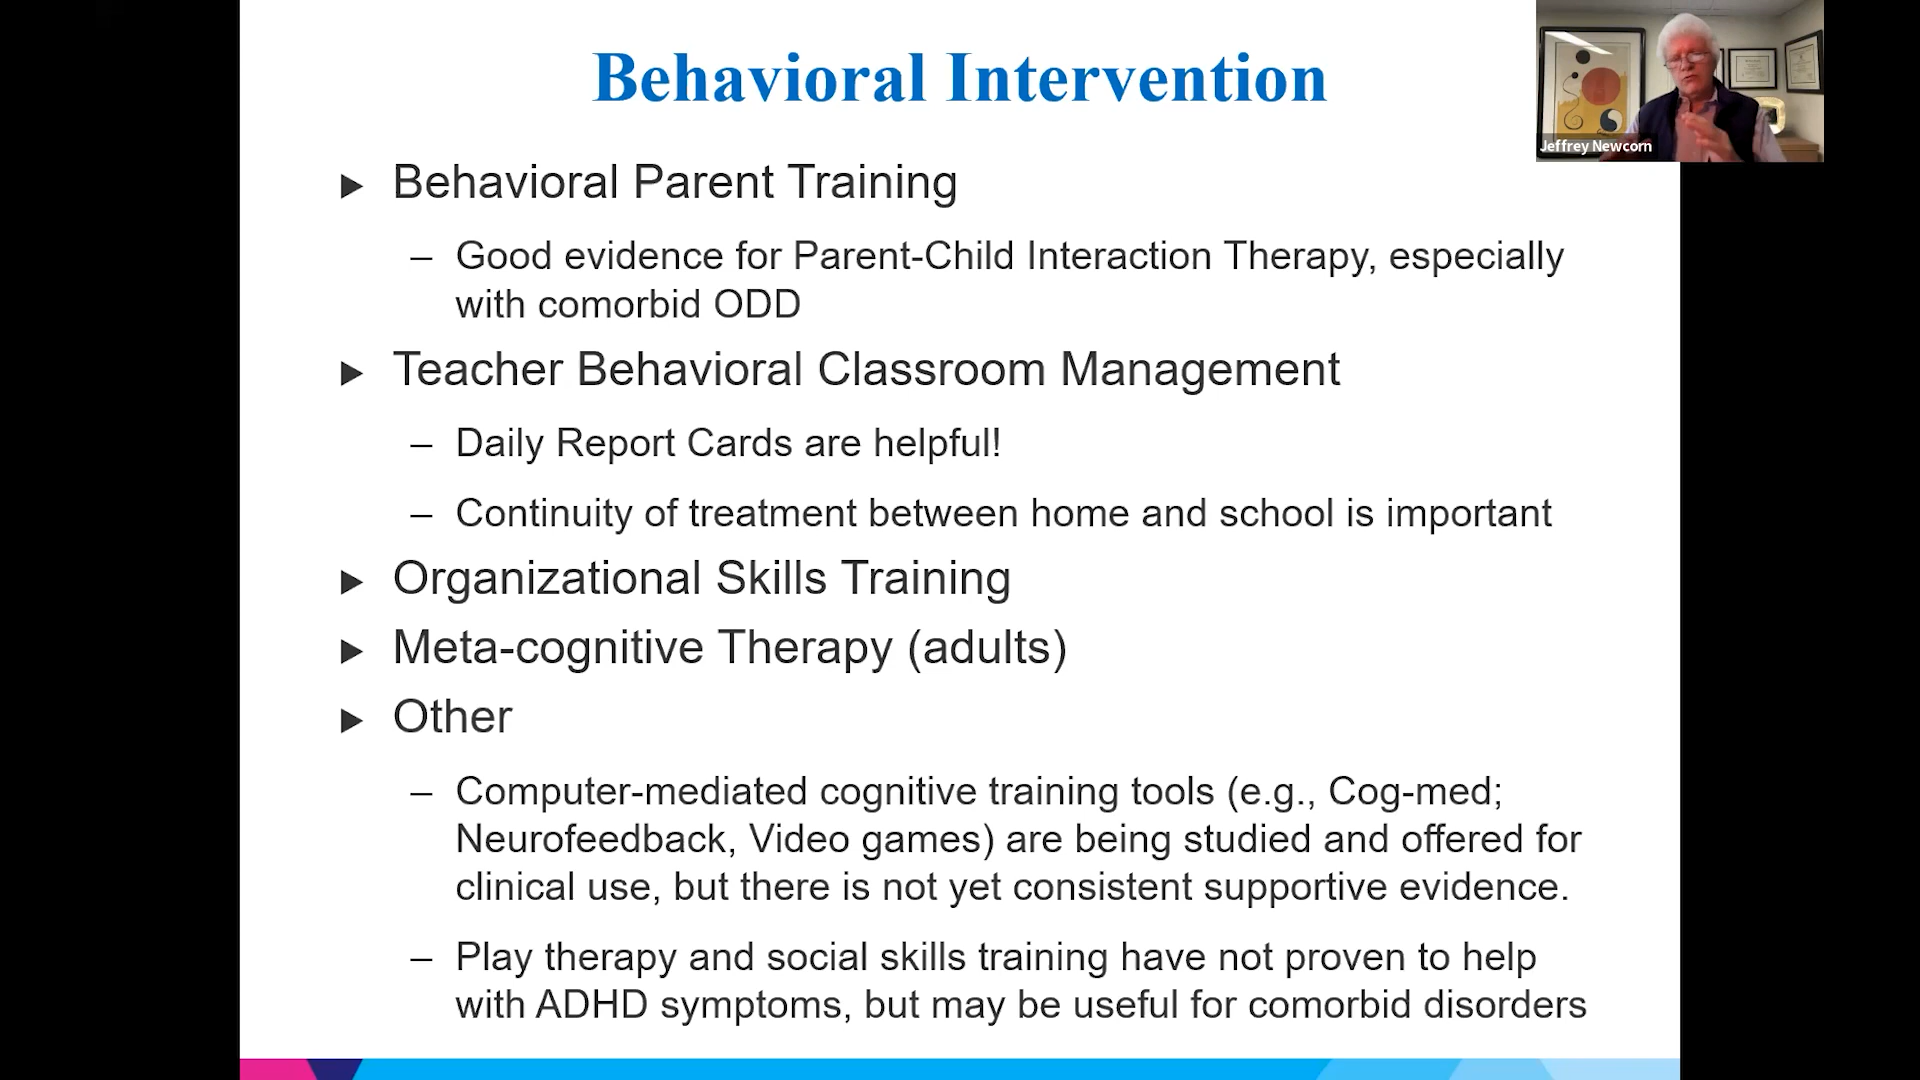 Behavioral Intervention
Jeffrey Newcorn
► Behavioral Parent Training
– Good evidence for Parent-Child Interaction Therapy, especially
with comorbid ODD
► Teacher Behavioral Classroom Management
– Daily Report Cards are helpful!
– Continuity of treatment between home and school is important
► Organizational Skills Training
► Meta-cognitive Therapy (adults)
► Other
– Computer-mediated cognitive training tools (e.g., Cog-med;
Neurofeedback, Video games) are being studied and offered for
clinical use, but there is not yet consistent supportive evidence.
– Play therapy and social skills training have not proven to help
with ADHD symptoms, but may be useful for comorbid disorders